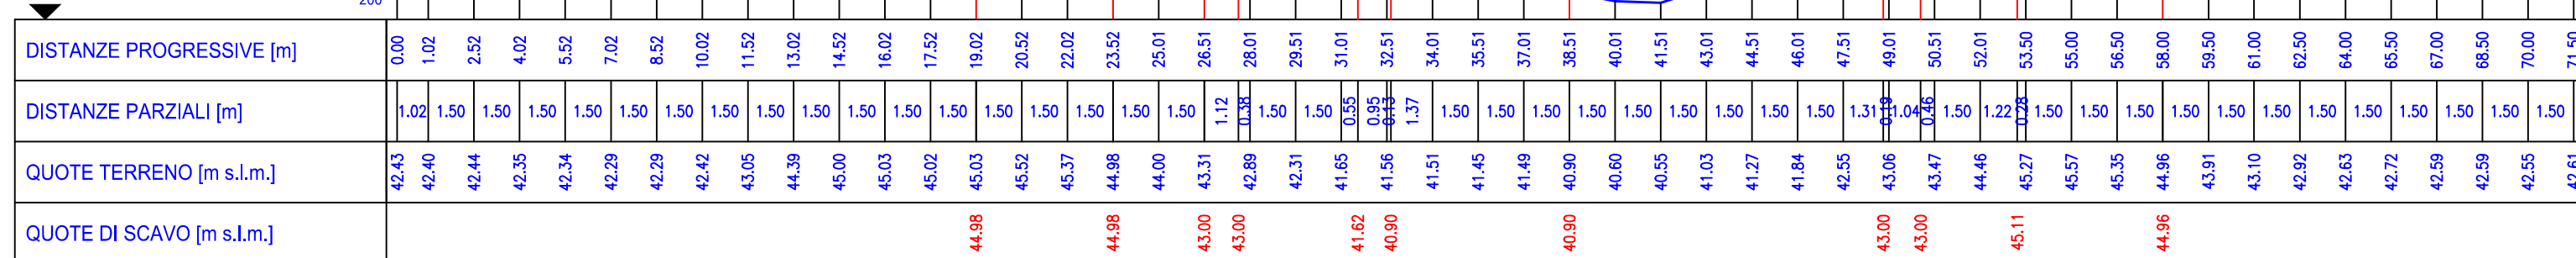 200
DISTANZE PROGRESSIVE [m] 0.00 1.02 2.52 4.02 5.52 7.02 8.52 10.02 11.52 13.02 14.52 16.02 17.52 19.02 20.52 22.02 23.52 25.01 26.51 28.01 29.51 31.01 32.51 34.01 35.51 37.01 38.51 40.01 41.51 43.01 44.51 46.01 47.51 49.01 50.51 52.01 53.50 55.00 56.50 58.00 59.50 61.00 62.50 64.00 65.50 67.00 68.50 70.00 71.50
DISTANZE PARZIALI [m] 1.02 1.50 1.50 1.50 1.50 1.50 1.50 1.50 1.50 1.50 1.50 1.50 1.50 1.50 1.50 1.50 1.50 1.50 1.12 0.38 1.50 1.50 0.55 0.95 0.13 1.37 1.50 1.50 1.50 1.50 1.50 1.50 1.50 1.50 1.50 1.31 0.19 1.04 0.46 1.50 1.22 0.28 1.50 1.50 1.50 1.50 1.50 1.50 1.50 1.50 1.50 1.50 1.50 1.50
QUOTE TERRENO [m s.l.m.] 42.43 42.40 42.44 42.35 42.34 42.29 42.29 42.42 43.05 44.39 45.00 45.03 45.02 45.03 45.52 45.37 44.98 44.00 43.31 42.89 42.31 41.65 41.56 41.51 41.45 41.49 40.90 40.60 40.55 41.03 41.27 41.84 42.55 43.06 43.47 44.46 45.27 45.57 45.35 44.96 43.91 43.10 42.92 42.63 42.72 42.59 42.59 42.55 42.61
QUOTE DI SCAVO [m s.l.m.] 44.98 44.98 43.00 43.00 41.62 40.90 40.90 43.00 43.00 45.11 44.96